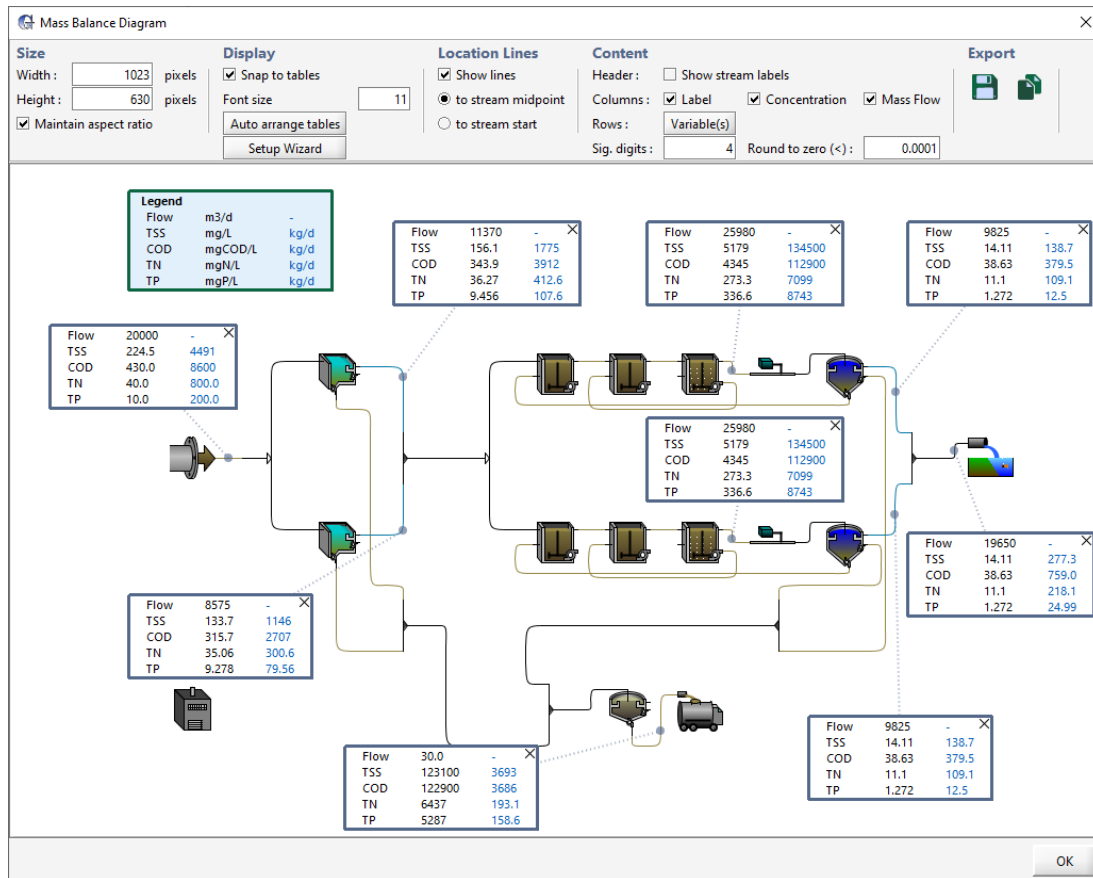 Mass Balance Diagram
Size
Width : 1023 pixels
Height : 630 pixels
Maintain aspect ratio
Display
Snap to tables
Font size 11
Auto arrange tables
Setup Wizard
Location Lines
Show lines
to stream midpoint
to stream start
Content
Header : Show stream labels
Columns : Label Concentration Mass Flow
Rows : Variable(s)
Sig. digits : 4 Round to zero (<) : 0.0001
Export
Legend
Flow m3/d -
TSS mg/L kg/d
COD mgCOD/L kg/d
TN mgN/L kg/d
TP mgP/L kg/d
Flow 11370 -
TSS 156.1 1775
COD 343.9 3912
TN 36.27 412.6
TP 9.456 107.6
Flow 25980 -
TSS 5179 134500
COD 4345 112900
TN 273.3 7099
TP 336.6 8743
Flow 9825 -
TSS 14.11 138.7
COD 38.63 379.5
TN 11.1 109.1
TP 1.272 12.5
Flow 20000 -
TSS 224.5 4491
COD 430.0 8600
TN 40.0 800.0
TP 10.0 200.0
Flow 25980 -
TSS 5179 134500
COD 4345 112900
TN 273.3 7099
TP 336.6 8743
Flow 19650 -
TSS 14.11 277.3
COD 38.63 759.0
TN 11.1 218.1
TP 1.272 24.99
Flow 8575 -
TSS 133.7 1146
COD 315.7 2707
TN 35.06 300.6
TP 9.278 79.56
Flow 9825 -
TSS 14.11 138.7
COD 38.63 379.5
TN 11.1 109.1
TP 1.272 12.5
Flow 30.0 -
TSS 123100 3693
COD 122900 3686
TN 6437 193.1
TP 5287 158.6
OK